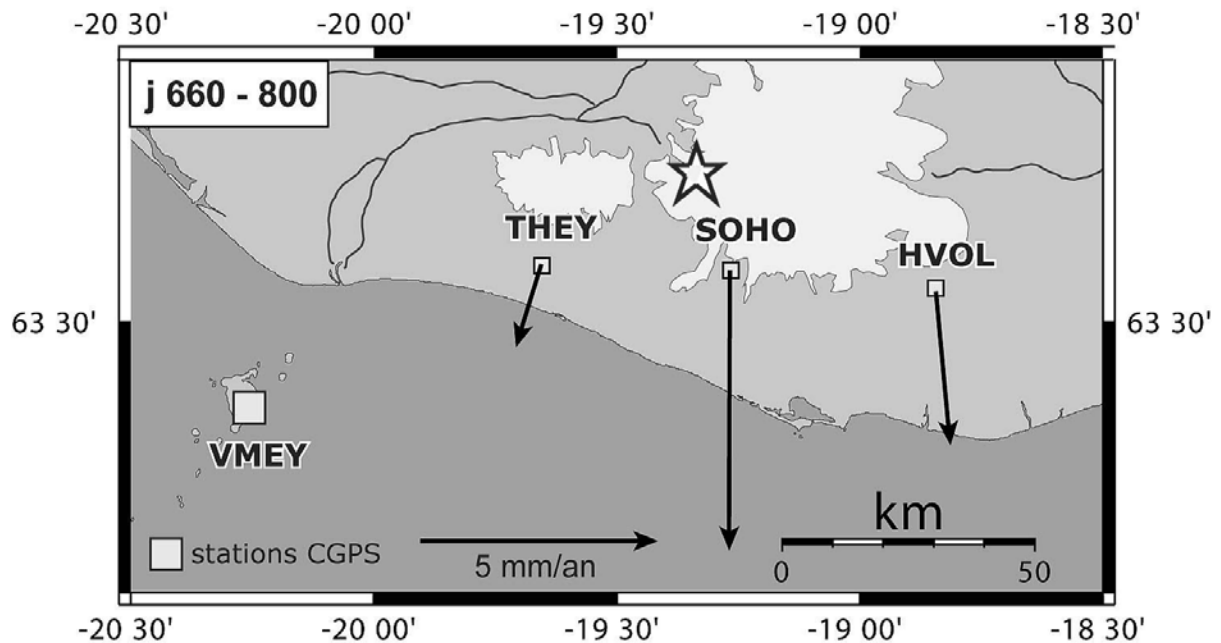 -20 30' -20 00' -19 30' -19 00' -18 30'
j 660 - 800
THEY SOHO HVOL
63 30' 63 30'
VMEY
km
stations CGPS
5 mm/an
0 50
-20 30' -20 00' -19 30' -19 00' -18 30'